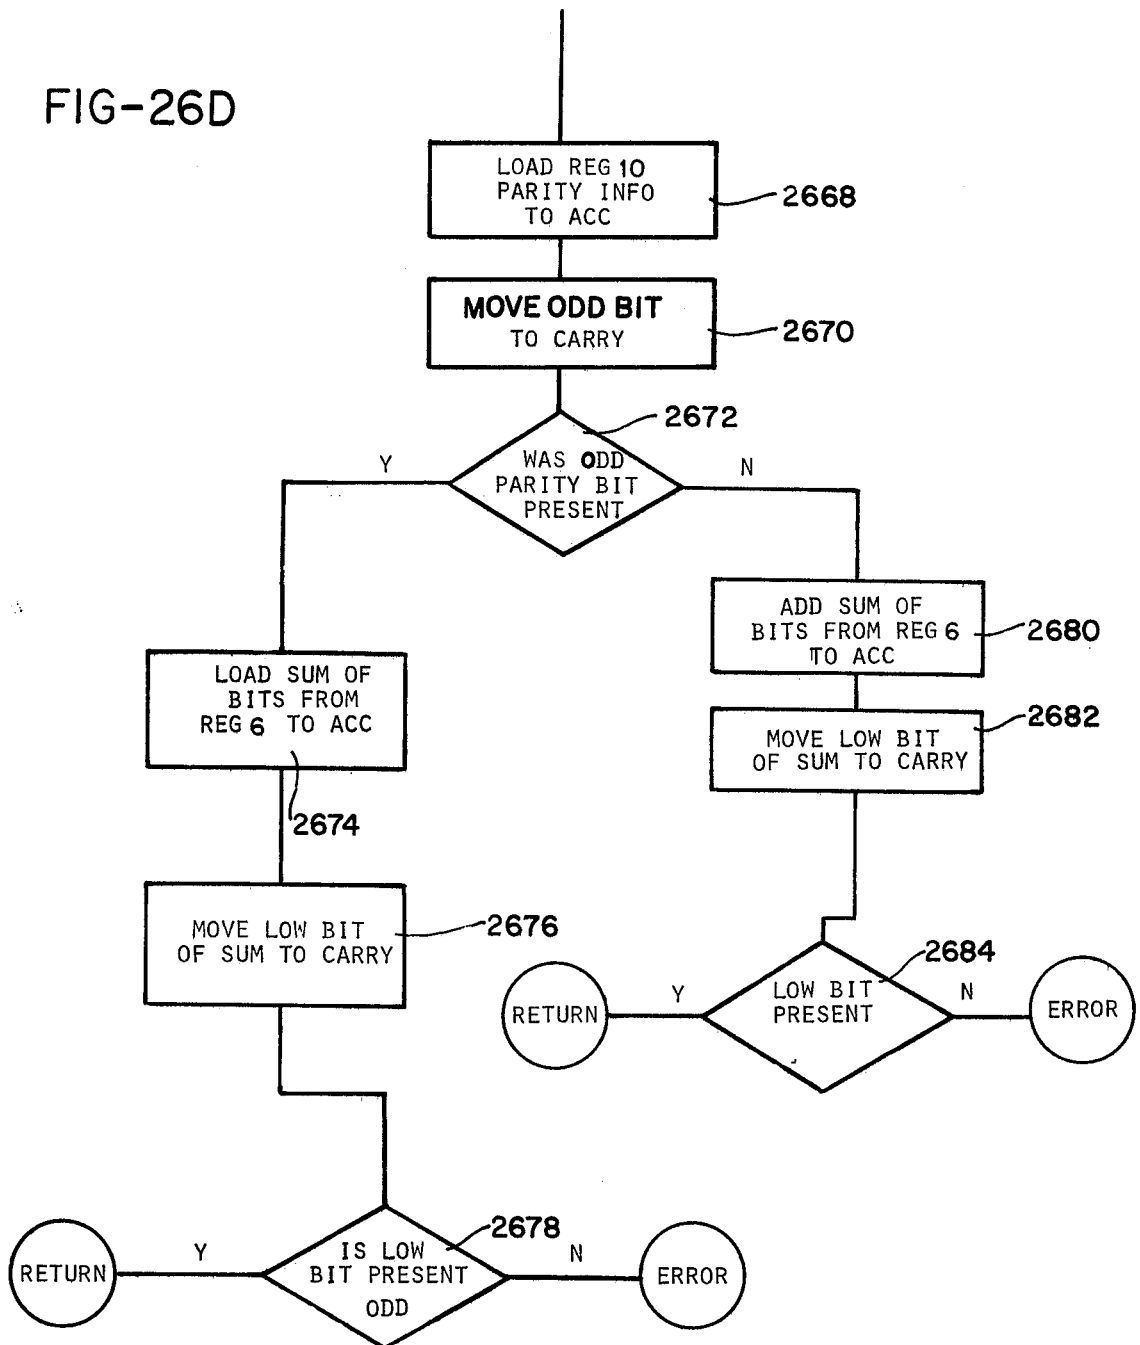 FIG-26D
LOAD REG 10
PARITY INFO
TO ACC
2668
MOVE ODD BIT
TO CARRY
2670
2672
WAS ODD
PARITY BIT
PRESENT
Y
N
LOAD SUM OF
BITS FROM
REG 6 TO ACC
2674
ADD SUM OF
BITS FROM REG 6
TO ACC
2680
MOVE LOW BIT
OF SUM TO CARRY
2682
MOVE LOW BIT
OF SUM TO CARRY
2676
2684
LOW BIT
PRESENT
Y
N
RETURN
ERROR
2678
IS LOW
BIT PRESENT
ODD
Y
N
RETURN
ERROR